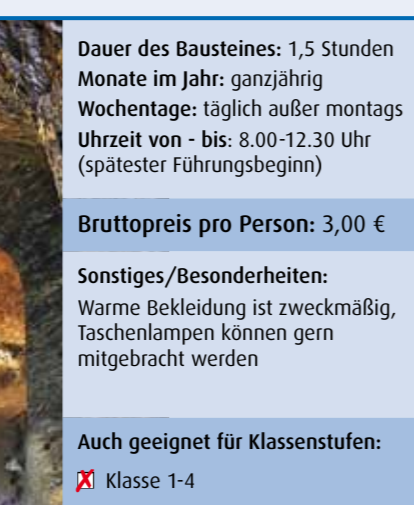 Dauer des Bausteines: 1,5 Stunden
Monate im Jahr: ganzjährig
Wochentage: täglich außer montags
Uhrzeit von - bis: 8.00-12.30 Uhr
(spätester Führungsbeginn)
Bruttopreis pro Person: 3,00 €
Sonstiges/Besonderheiten:
Warme Bekleidung ist zweckmäßig,
Taschenlampen können gern
mitgebracht werden
Auch geeignet für Klassenstufen:
Klasse 1-4